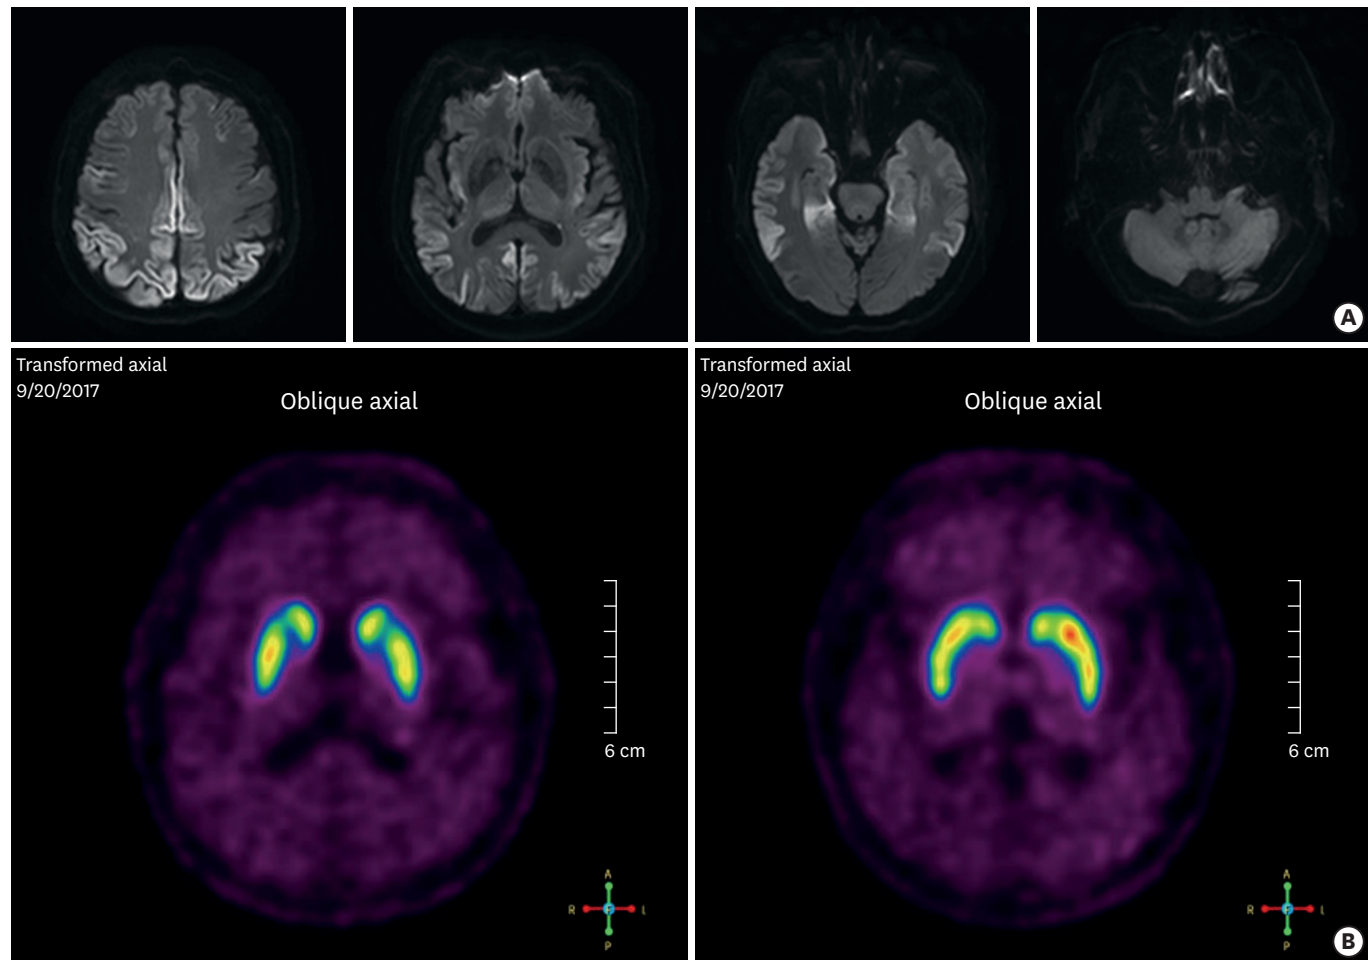 A
Transformed axial
9/20/2017
Oblique axial
6 cm
A
R
L
P
Transformed axial
9/20/2017
Oblique axial
6 cm
A
R
L
P
B